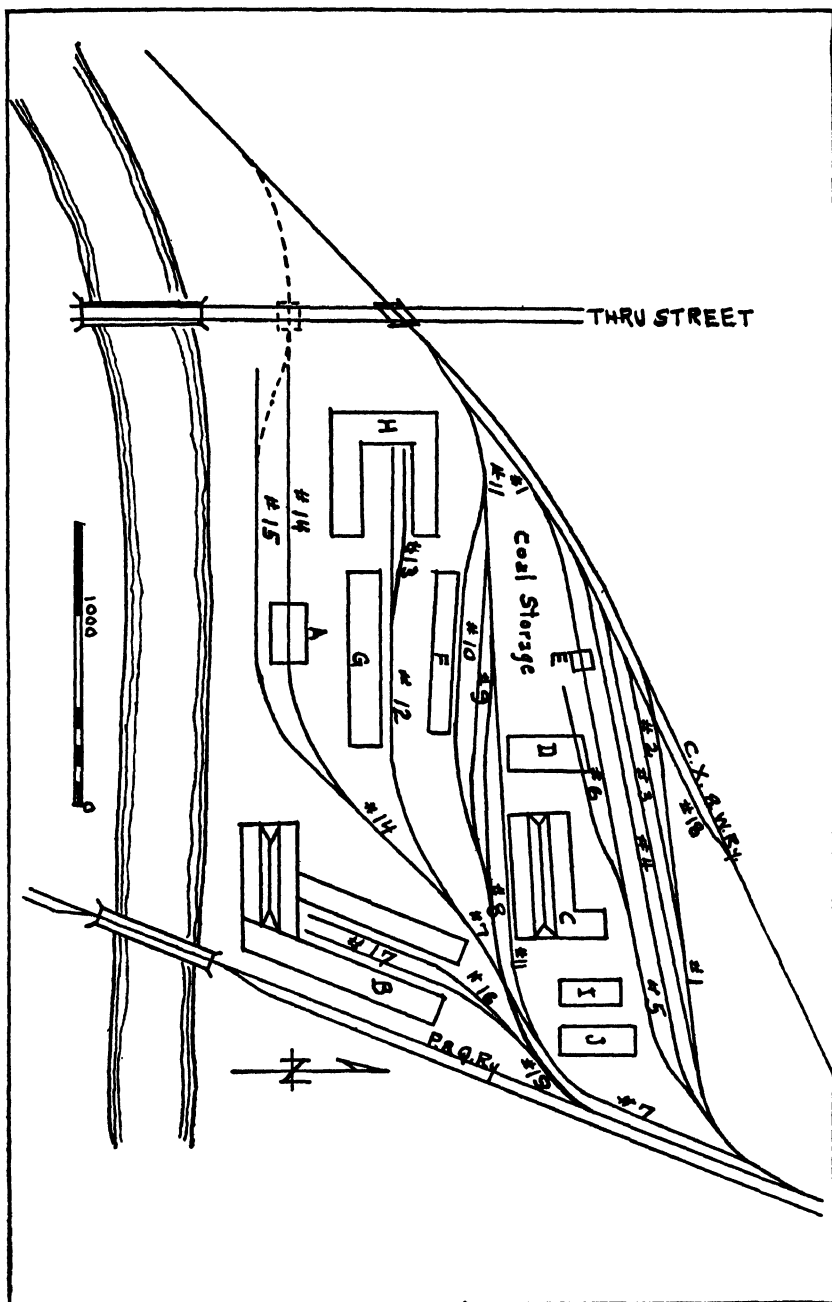 THRU STREET
H
#1
#11
#14
#15
#13
Coal Storage
1000
A
G
F
E
#10
#9
#12
D
#6
#2
#3
#4
C. X. & W. Ry.
#18
0
#14
#8
#7
C
#11
#1
#5
#17
B
#16
I
J
P. & Q. Ry
#19
#7
N